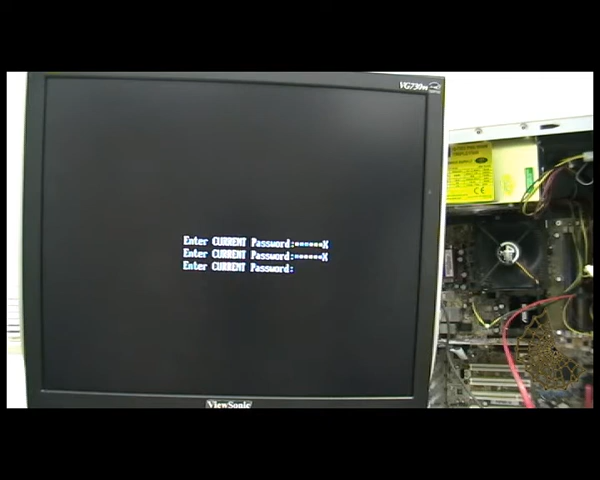 VG730m
Enter CURRENT Password:******X
Enter CURRENT Password:******X
Enter CURRENT Password:
ViewSonic